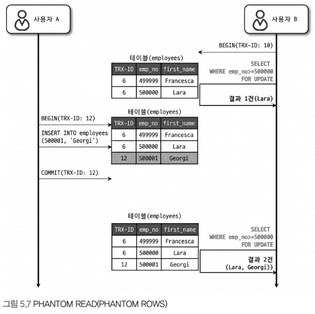 사용자 A
사용자 B
BEGIN(TRX-ID: 10)
테이블(employees)
TRX-ID emp_no first_name
6 499999 Francesca
6 500000 Lara
SELECT
WHERE emp_no>=500000
FOR UPDATE
결과 1건(Lara)
BEGIN(TRX-ID: 12)
INSERT INTO employees
(500001, 'Georgi')
테이블(employees)
TRX-ID emp_no first_name
6 499999 Francesca
6 500000 Lara
12 500001 Georgi
COMMIT(TRX-ID: 12)
테이블(employees)
TRX-ID emp_no first_name
6 499999 Francesca
6 500000 Lara
12 500001 Georgi
SELECT
WHERE emp_no>=500000
FOR UPDATE
결과 2건
(Lara, Georgi)
그림 5.7 PHANTOM READ(PHANTOM ROWS)